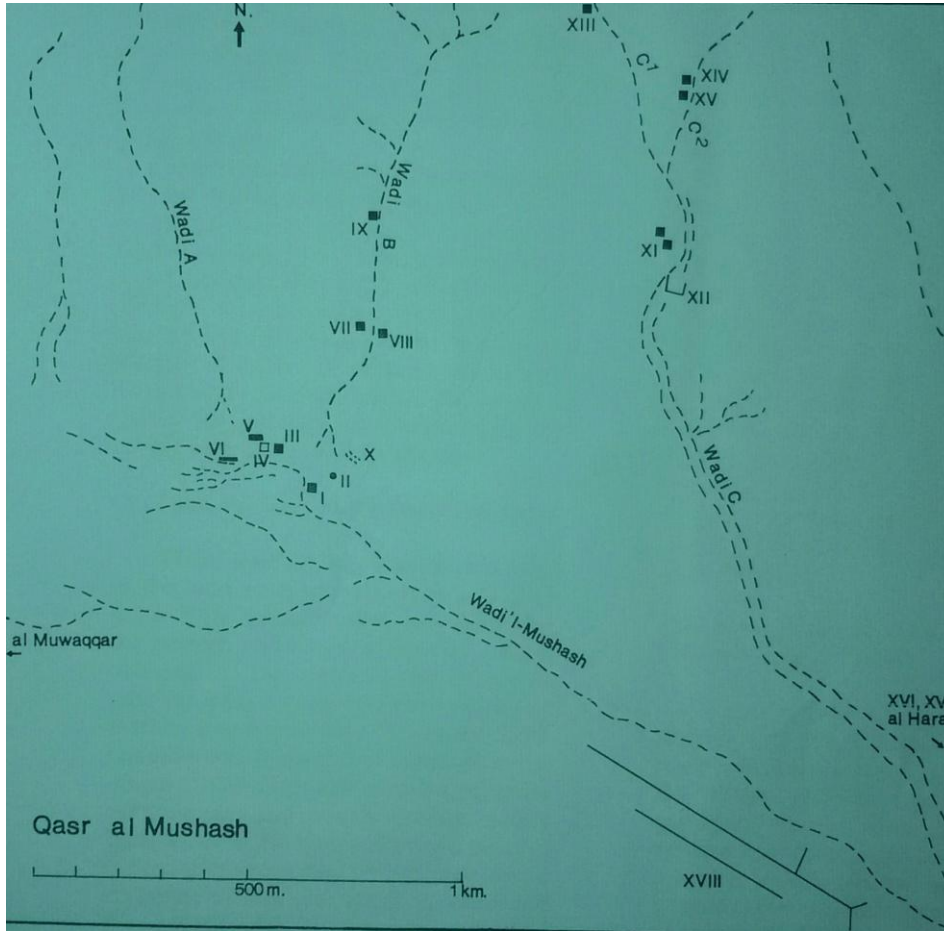 N.
XIII
C1
XIV
XV
C2
Wadi
IX
B
Wadi A
XI
XII
VII
VIII
V
III
VI
IV
X
II
I
Wadi C
Wadi'l-Mushash
al Muwaqqar
XVI, XV
al Hara
Qasr al Mushash
500 m.
1 km.
XVIII